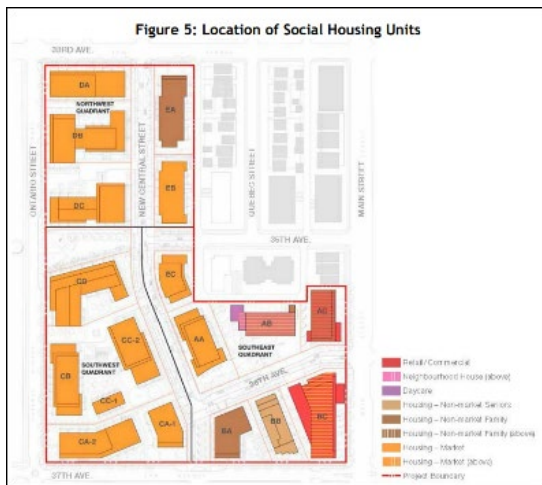 Figure 5: Location of Social Housing Units
33RD AVE.
DA
NORTHWEST
QUADRANT
EA
DB
ONTARIO STREET
NEW CENTRAL STREET
QUEBEC STREET
MAIN STREET
EB
DC
36TH AVE.
EC
CD
AC
AA
AB
CC-2
SOUTHEAST
QUADRANT
SOUTHWEST
QUADRANT
CB
38TH AVE.
CC-1
CA-1
BA
BB
BC
CA-2
37TH AVE.
Retail/Commercial
Neighbourhood House (above)
Daycare
Housing – Non-market Seniors
Housing – Non-market Family
Housing – Non-market Family (above)
Housing – Market
Housing – Market (above)
Project Boundary